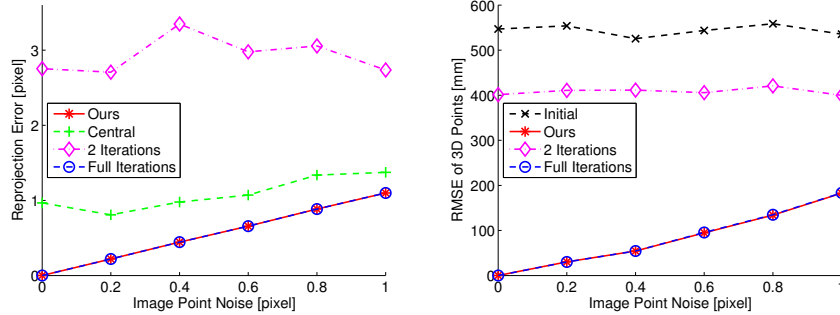 Reprojection Error [pixel]
3
2
1
0
Ours
Central
2 Iterations
Full Iterations
0 0.2 0.4 0.6 0.8 1
Image Point Noise [pixel]
RMSE of 3D Points [mm]
600
500
400
300
200
100
0
Initial
Ours
2 Iterations
Full Iterations
0 0.2 0.4 0.6 0.8 1
Image Point Noise [pixel]